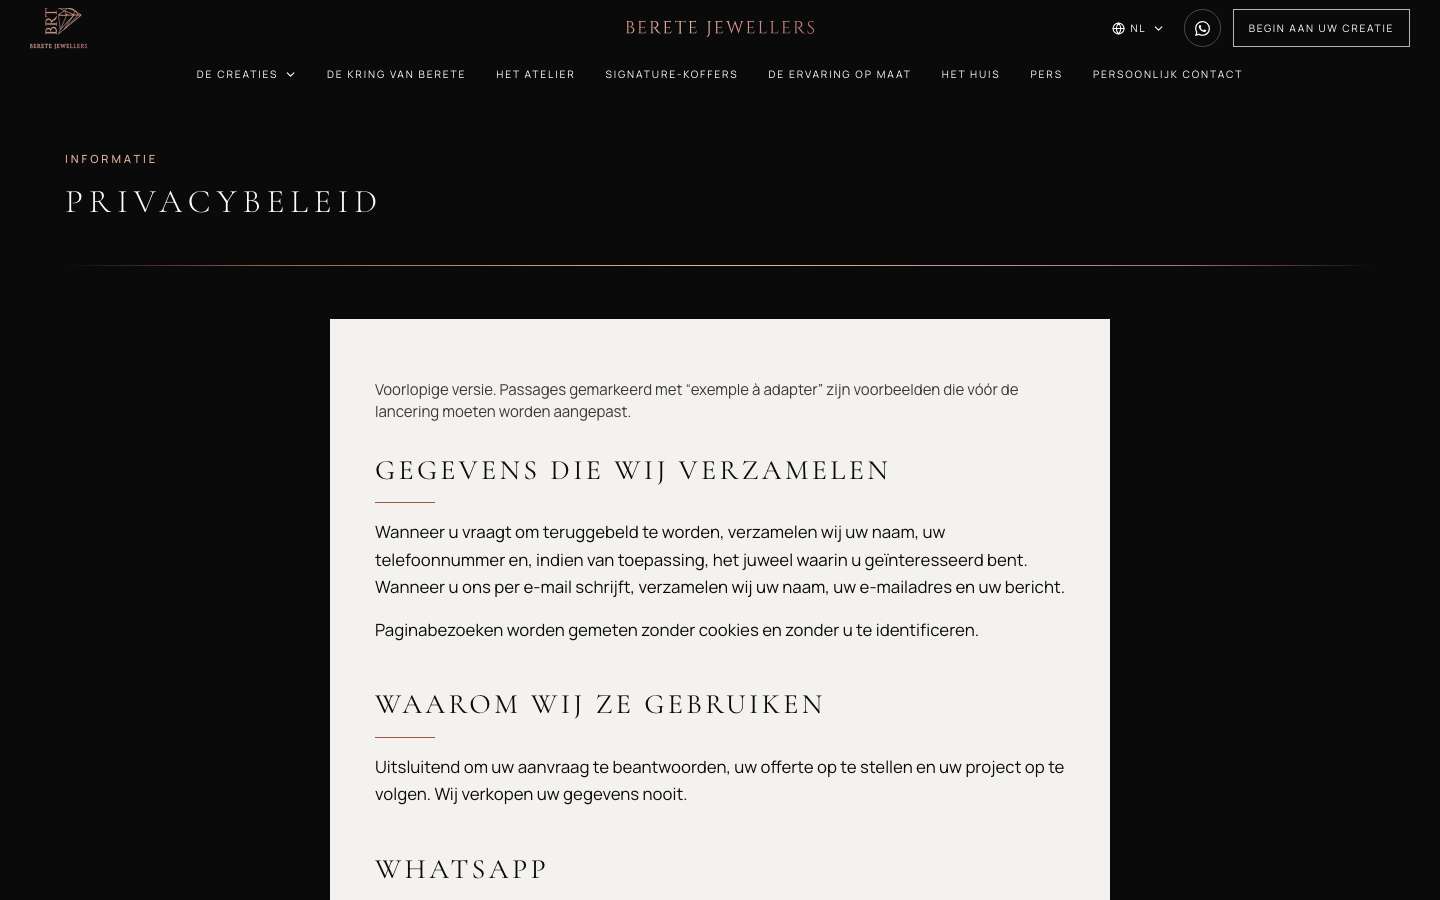 BRT
BERETE JEWELLERS
BERETE JEWELLERS
NL
BEGIN AAN UW CREATIE
DE CREATIES
DE KRING VAN BERETE
HET ATELIER
SIGNATURE-KOFFERS
DE ERVARING OP MAAT
HET HUIS
PERS
PERSOONLIJK CONTACT
INFORMATIE
PRIVACYBELEID
Voorlopige versie. Passages gemarkeerd met “exemple à adapter” zijn voorbeelden die vóór de
lancering moeten worden aangepast.
GEGEVENS DIE WIJ VERZAMELEN
Wanneer u vraagt om teruggebeld te worden, verzamelen wij uw naam, uw
telefoonnummer en, indien van toepassing, het juweel waarin u geïnteresseerd bent.
Wanneer u ons per e-mail schrijft, verzamelen wij uw naam, uw e-mailadres en uw bericht.
Paginabezoeken worden gemeten zonder cookies en zonder u te identificeren.
WAAROM WIJ ZE GEBRUIKEN
Uitsluitend om uw aanvraag te beantwoorden, uw offerte op te stellen en uw project op te
volgen. Wij verkopen uw gegevens nooit.
WHATSAPP